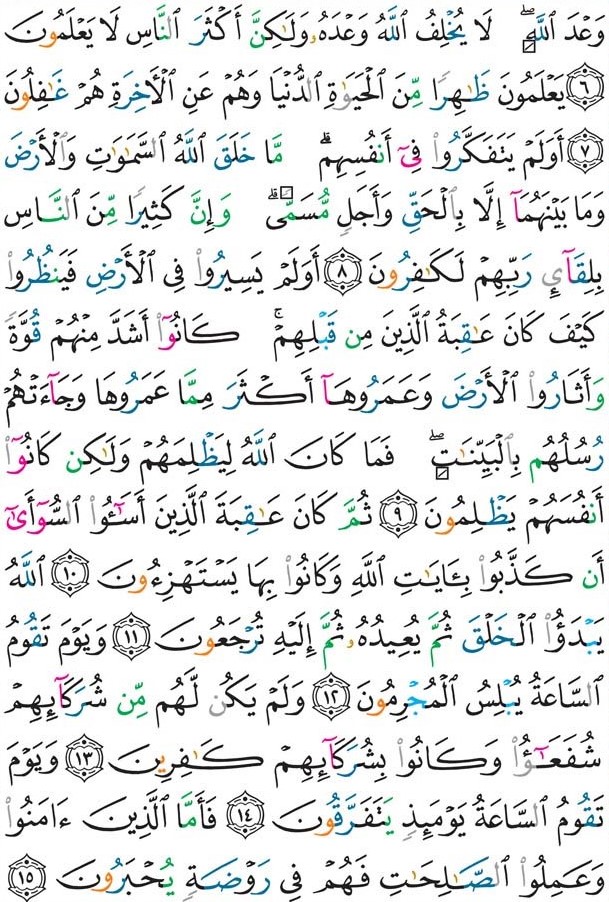 وَعْدَ ٱللَّهِۖ لَا يُخْلِفُ ٱللَّهُ وَعْدَهُۥ وَلَـٰكِنَّ أَكْثَرَ ٱلنَّاسِ لَا يَعْلَمُونَ
﴿٦﴾ يَعْلَمُونَ ظَـٰهِرًا مِّنَ ٱلْحَيَوٰةِ ٱلدُّنْيَا وَهُمْ عَنِ ٱلْـَٔاخِرَةِ هُمْ غَـٰفِلُونَ
﴿٧﴾ أَوَلَمْ يَتَفَكَّرُوا۟ فِىٓ أَنفُسِهِمۗ مَّا خَلَقَ ٱللَّهُ ٱلسَّمَـٰوَٰتِ وَٱلْأَرْضَ
وَمَا بَيْنَهُمَآ إِلَّا بِٱلْحَقِّ وَأَجَلٍ مُّسَمًّىۗ وَإِنَّ كَثِيرًا مِّنَ ٱلنَّاسِ
بِلِقَآئِ رَبِّهِمْ لَكَـٰفِرُونَ ﴿٨﴾ أَوَلَمْ يَسِيرُوا۟ فِى ٱلْأَرْضِ فَيَنظُرُوا۟
كَيْفَ كَانَ عَـٰقِبَةُ ٱلَّذِينَ مِن قَبْلِهِمْۚ كَانُوٓا۟ أَشَدَّ مِنْهُمْ قُوَّةً
وَأَثَارُوا۟ ٱلْأَرْضَ وَعَمَرُوهَآ أَكْثَرَ مِمَّا عَمَرُوهَا وَجَآءَتْهُمْ
رُسُلُهُم بِٱلْبَيِّنَـٰتِۖ فَمَا كَانَ ٱللَّهُ لِيَظْلِمَهُمْ وَلَـٰكِن كَانُوٓا۟
أَنفُسَهُمْ يَظْلِمُونَ ﴿٩﴾ ثُمَّ كَانَ عَـٰقِبَةَ ٱلَّذِينَ أَسَـٰٓـُٔوا۟ ٱلسُّوٓأَىٰٓ
أَن كَذَّبُوا۟ بِـَٔايَـٰتِ ٱللَّهِ وَكَانُوا۟ بِهَا يَسْتَهْزِءُونَ ﴿١٠﴾ ٱللَّهُ
يَبْدَؤُا۟ ٱلْخَلْقَ ثُمَّ يُعِيدُهُۥ ثُمَّ إِلَيْهِ تُرْجَعُونَ ﴿١١﴾ وَيَوْمَ تَقُومُ
ٱلسَّاعَةُ يُبْلِسُ ٱلْمُجْرِمُونَ ﴿١٢﴾ وَلَمْ يَكُن لَّهُم مِّن شُرَكَآئِهِمْ
شُفَعَـٰٓؤُا۟ وَكَانُوا۟ بِشُرَكَآئِهِمْ كَـٰفِرِينَ ﴿١٣﴾ وَيَوْمَ
تَقُومُ ٱلسَّاعَةُ يَوْمَئِذٍ يَتَفَرَّقُونَ ﴿١٤﴾ فَأَمَّا ٱلَّذِينَ ءَامَنُوا۟
وَعَمِلُوا۟ ٱلصَّـٰلِحَـٰتِ فَهُمْ فِى رَوْضَةٍ يُحْبَرُونَ ﴿١٥﴾